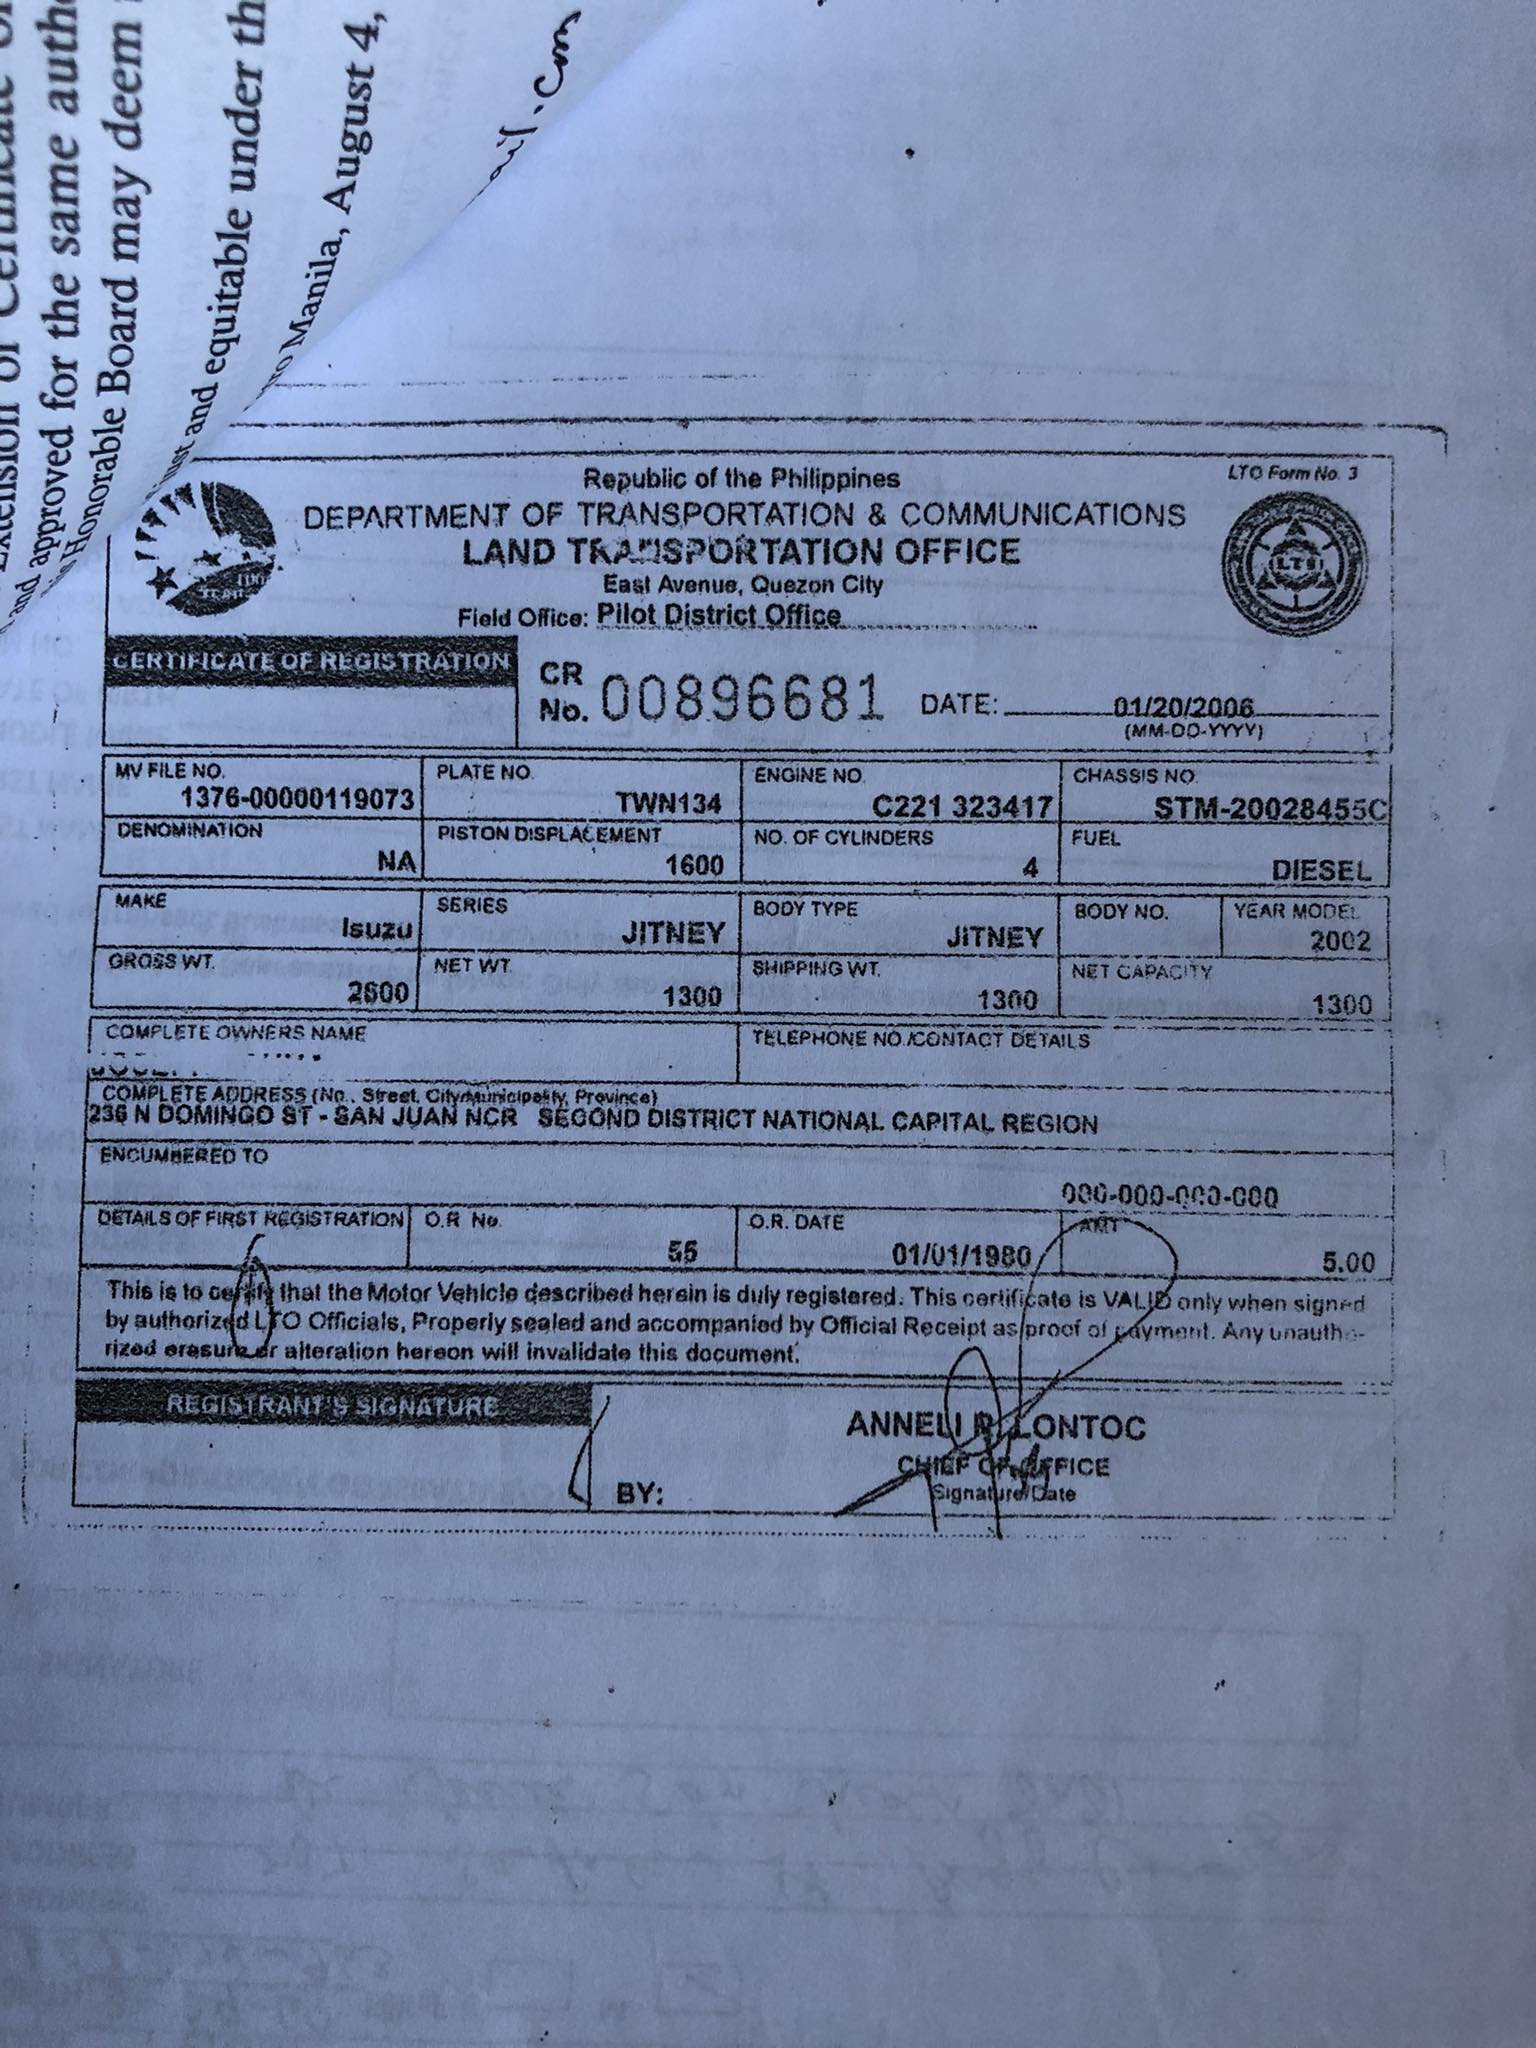 Extension of Certificate
and approved for the same
Honorable Board may deem
just and equitable under
Manila, August 4,
.com
LTO Form No. 3
Republic of the Philippines
DEPARTMENT OF TRANSPORTATION & COMMUNICATIONS
LAND TRANSPORTATION OFFICE
East Avenue, Quezon City
Field Office: Pilot District Office
LTO
CERTIFICATE OF REGISTRATION
CR No. 00896681 DATE: 01/20/2006
(MM-DD-YYYY)
MV FILE NO. PLATE NO. ENGINE NO. CHASSIS NO.
1376-00000119073 TWN134 C221 323417 STM-20028455C
DENOMINATION PISTON DISPLACEMENT NO. OF CYLINDERS FUEL
NA 1600 4 DIESEL
MAKE SERIES BODY TYPE BODY NO. YEAR MODEL
Isuzu JITNEY JITNEY 2002
GROSS WT. NET WT. SHIPPING WT. NET CAPACITY
2600 1300 1300 1300
COMPLETE OWNERS NAME TELEPHONE NO./CONTACT DETAILS
COMPLETE ADDRESS (No., Street, City/Municipality, Province)
236 N DOMINGO ST - SAN JUAN NCR SECOND DISTRICT NATIONAL CAPITAL REGION
ENCUMBERED TO
000-000-000-000
DETAILS OF FIRST REGISTRATION O.R No. O.R. DATE AMT
55 01/01/1980 5.00
This is to certify that the Motor Vehicle described herein is duly registered. This certificate is VALID only when signed
by authorized LTO Officials, Properly sealed and accompanied by Official Receipt as proof of payment. Any unautho-
rized erasure or alteration hereon will invalidate this document.
REGISTRANT'S SIGNATURE
ANNELI R. LONTOC
CHIEF OF OFFICE
BY: Signature/Date